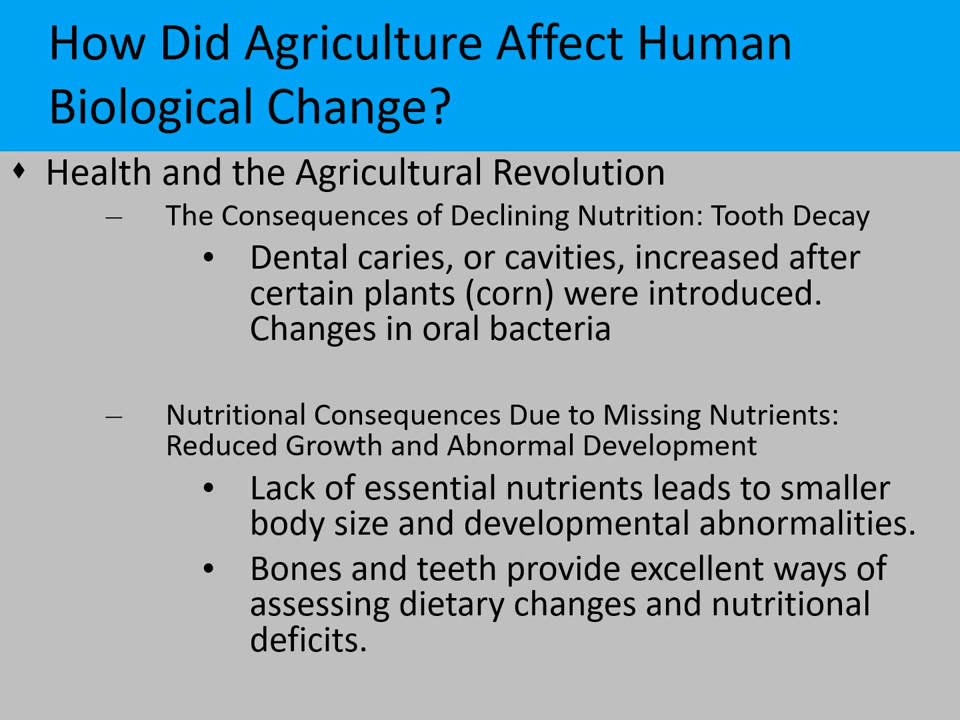 How Did Agriculture Affect Human
Biological Change?
♦ Health and the Agricultural Revolution
– The Consequences of Declining Nutrition: Tooth Decay
• Dental caries, or cavities, increased after
certain plants (corn) were introduced.
Changes in oral bacteria
– Nutritional Consequences Due to Missing Nutrients:
Reduced Growth and Abnormal Development
• Lack of essential nutrients leads to smaller
body size and developmental abnormalities.
• Bones and teeth provide excellent ways of
assessing dietary changes and nutritional
deficits.